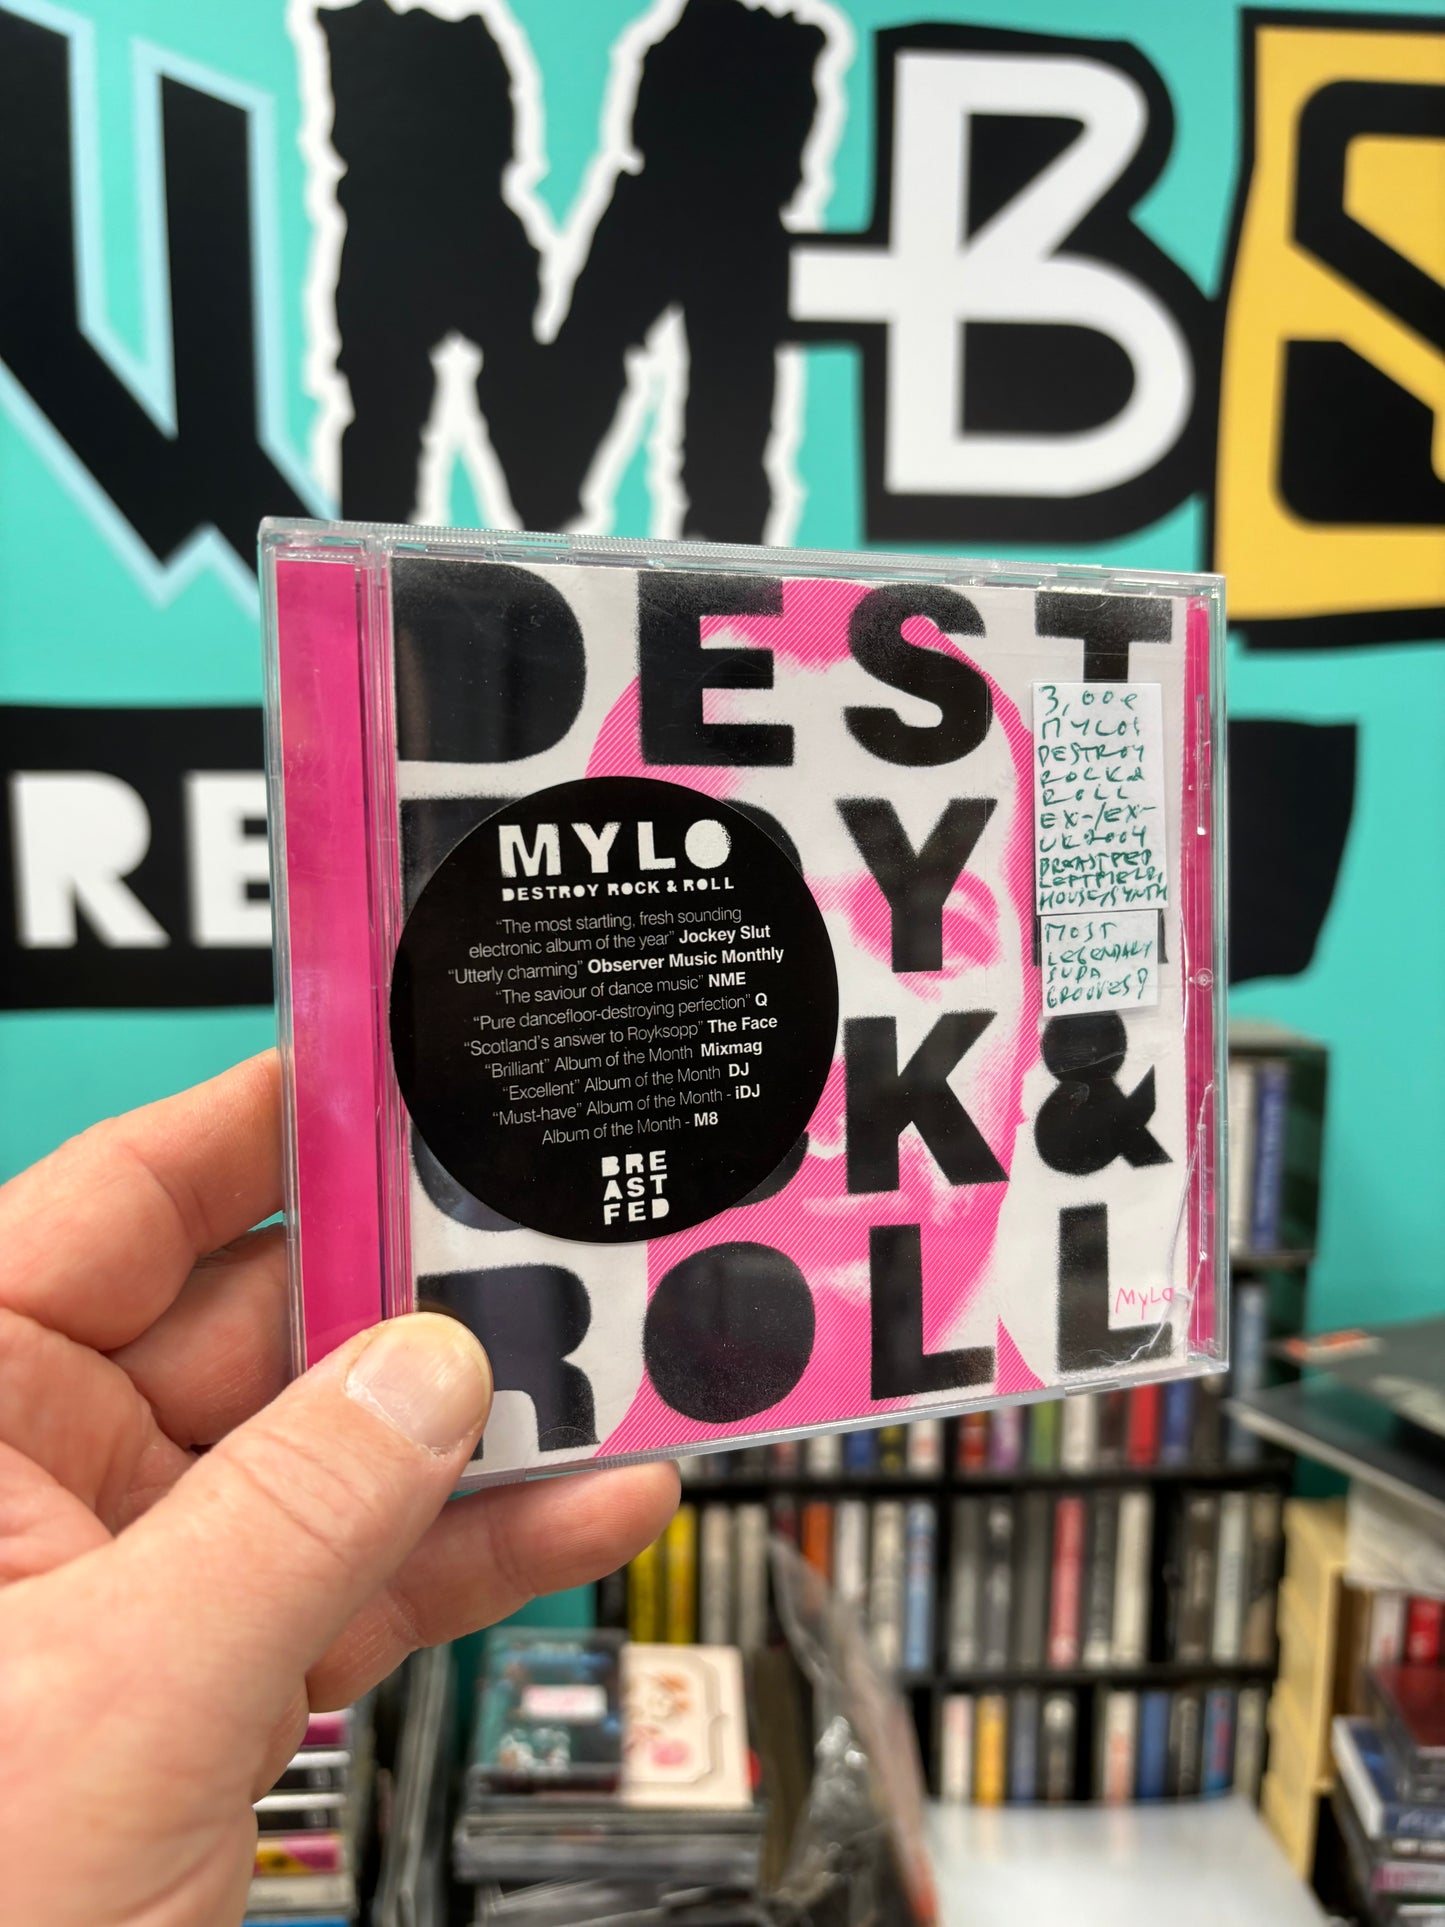 WMBS
RE
DEST
ROY
ROCK &
ROLL
MYLO
MYLO
DESTROY ROCK & ROLL
"The most startling, fresh sounding
electronic album of the year" Jockey Slut
"Utterly charming" Observer Music Monthly
"The saviour of dance music" NME
"Pure dancefloor-destroying perfection" Q
"Scotland's answer to Royksopp" The Face
"Brilliant" Album of the Month Mixmag
"Excellent" Album of the Month DJ
"Must-have" Album of the Month - iDJ
Album of the Month - M8
BRE
AST
FED
3,00€
MYLO:
DESTROY
ROCK &
ROLL
EX-/EX-
UK 2004
BREASTFED
LEFTFIELD,
HOUSE/SYNTH
MOST
LEGENDARY
SUPA
GROOVES!